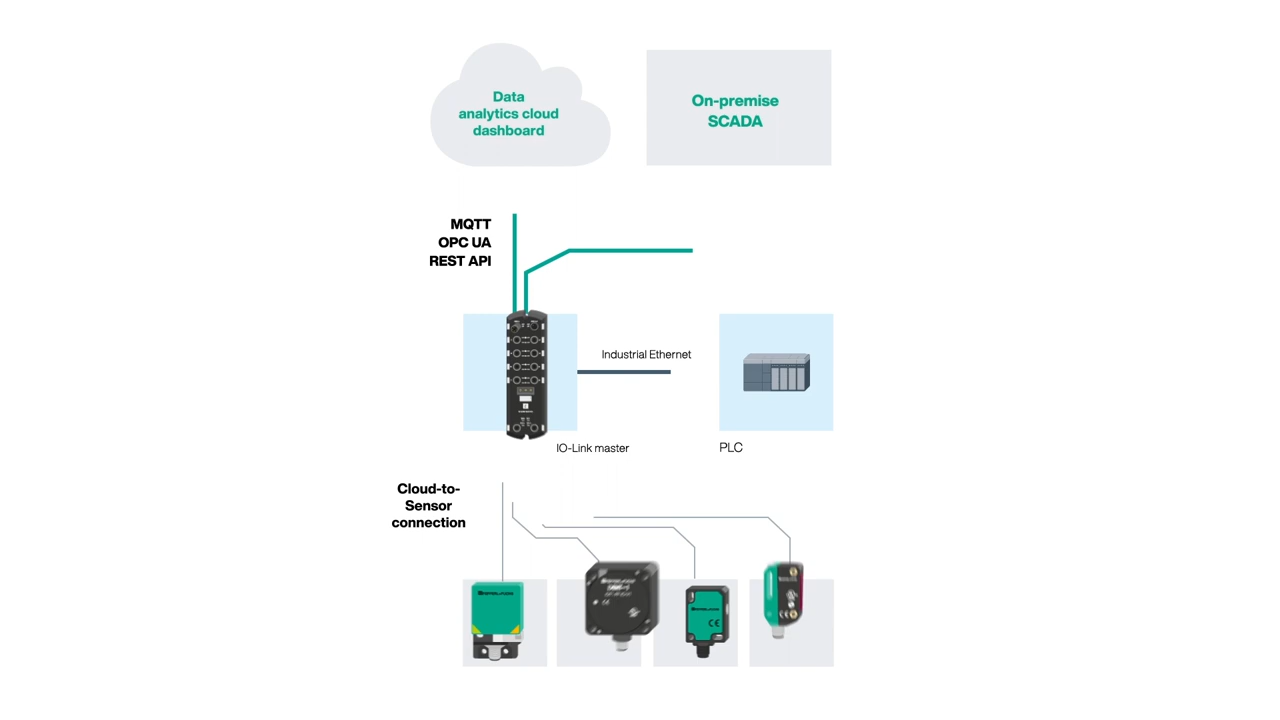 Data
analytics cloud
dashboard
On-premise
SCADA
MQTT
OPC UA
REST API
Industrial Ethernet
IO-Link master
PLC
Cloud-to-
Sensor
connection